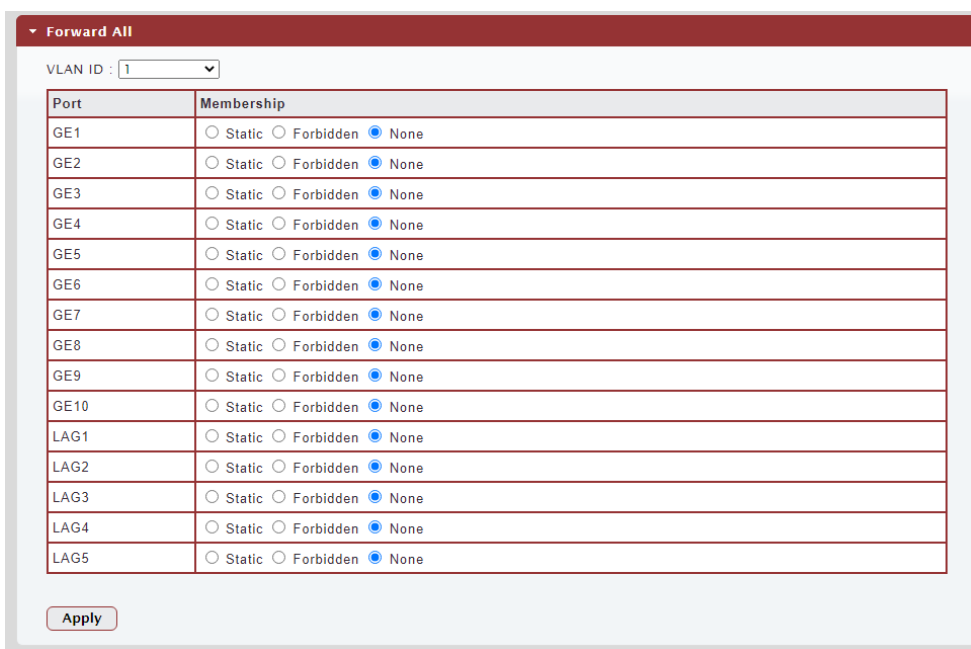 Forward All
VLAN ID : 1
Port Membership
GE1 Static Forbidden None
GE2 Static Forbidden None
GE3 Static Forbidden None
GE4 Static Forbidden None
GE5 Static Forbidden None
GE6 Static Forbidden None
GE7 Static Forbidden None
GE8 Static Forbidden None
GE9 Static Forbidden None
GE10 Static Forbidden None
LAG1 Static Forbidden None
LAG2 Static Forbidden None
LAG3 Static Forbidden None
LAG4 Static Forbidden None
LAG5 Static Forbidden None
Apply